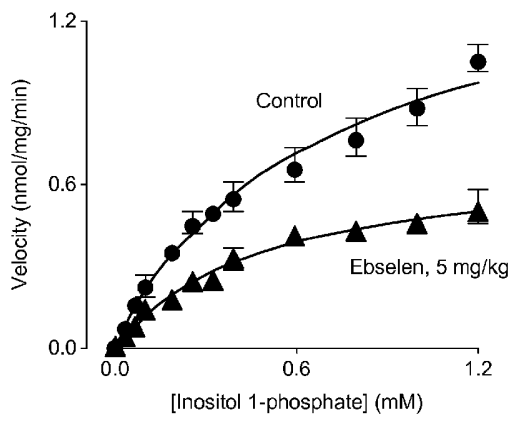 1.2
Control
Velocity (nmol/mg/min)
0.6
Ebselen, 5 mg/kg
0.0
0.0 0.6 1.2
[Inositol 1-phosphate] (mM)